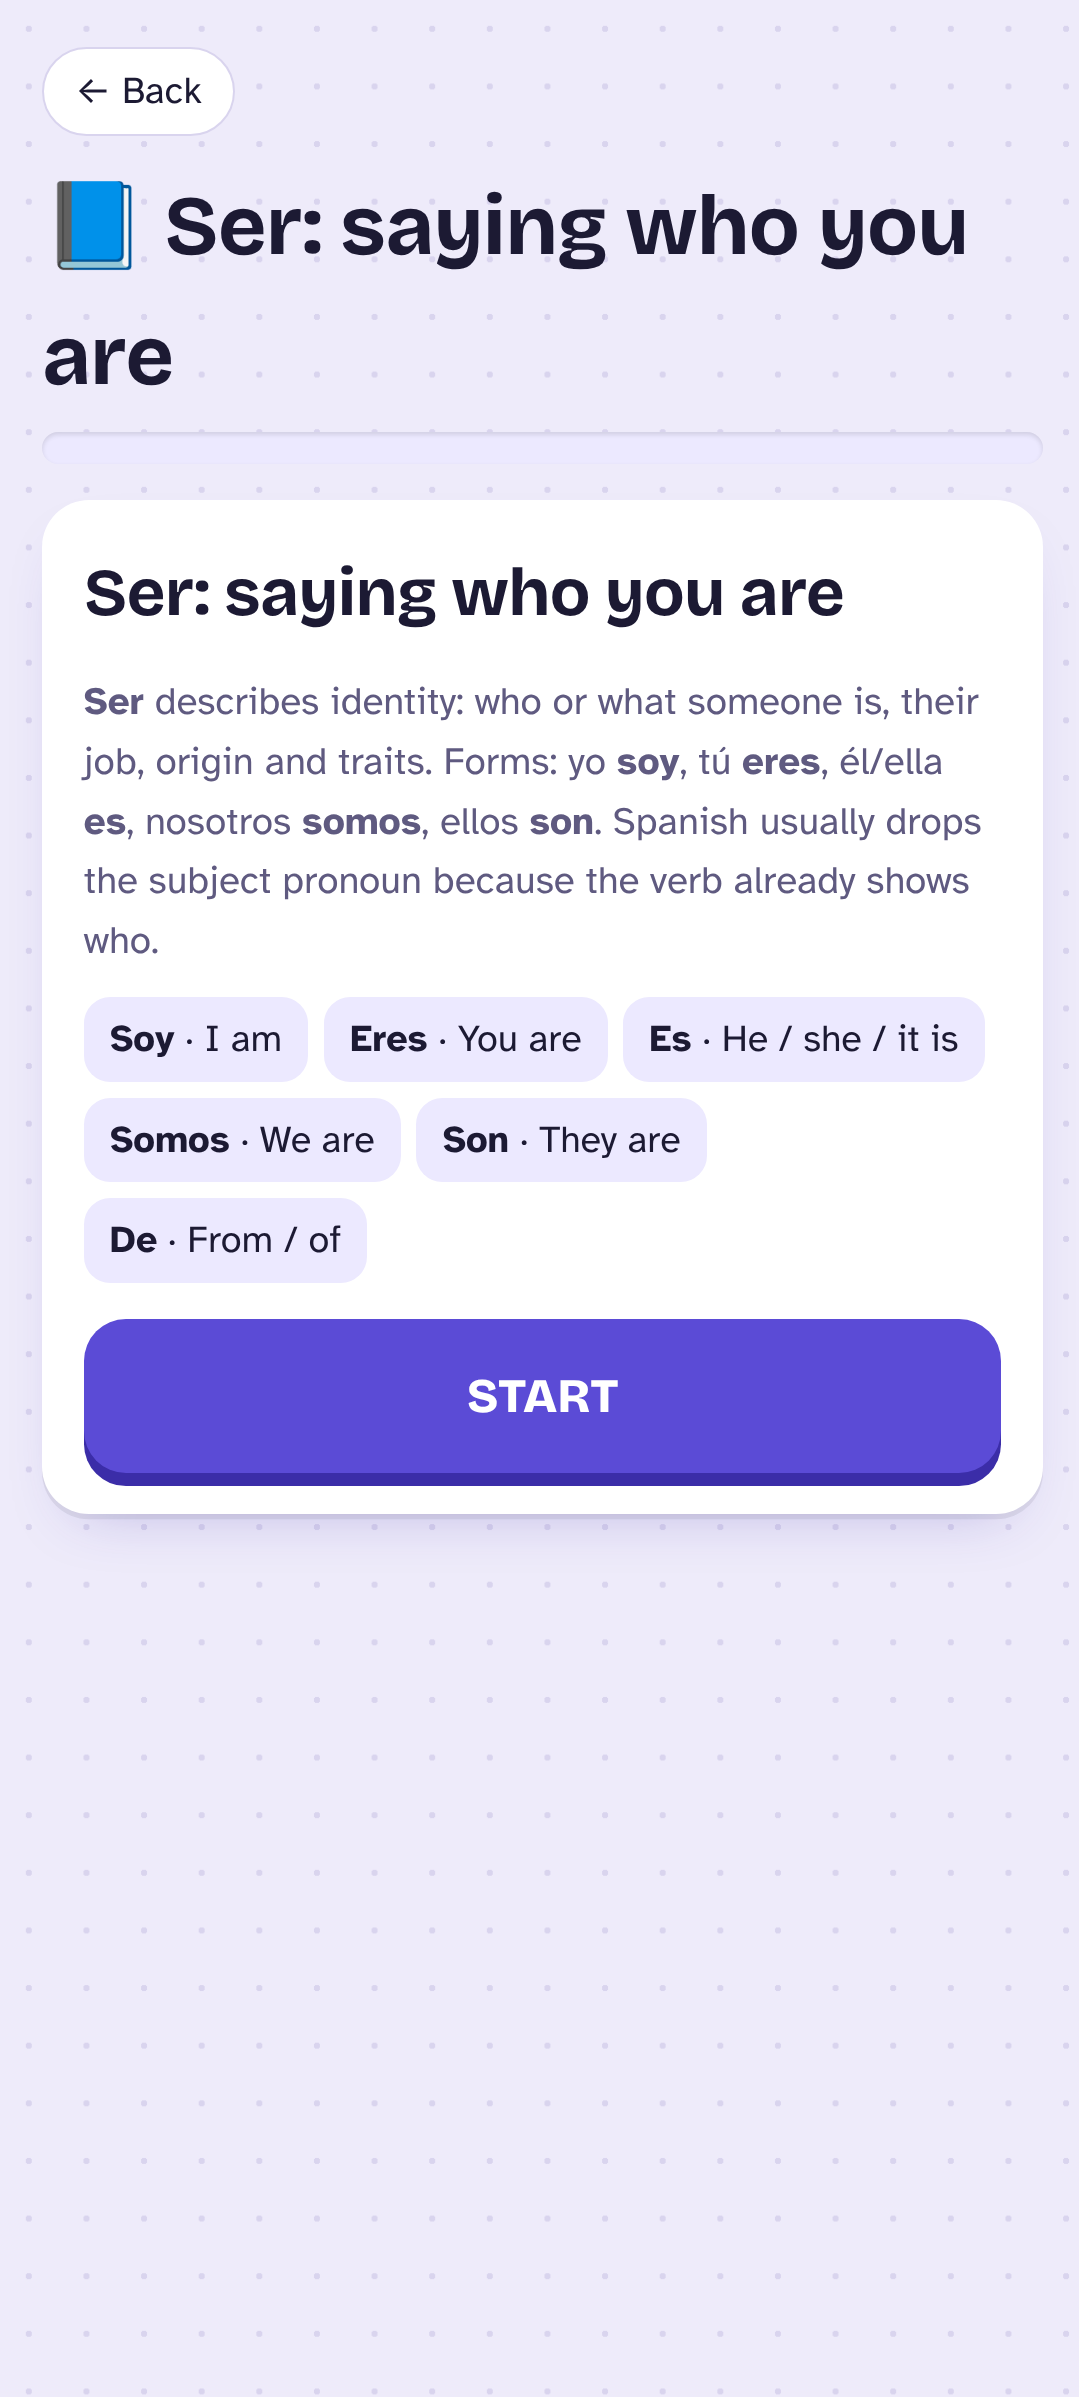 ← Back
📘 Ser: saying who you
are
Ser: saying who you are
Ser describes identity: who or what someone is, their
job, origin and traits. Forms: yo soy, tú eres, él/ella
es, nosotros somos, ellos son. Spanish usually drops
the subject pronoun because the verb already shows
who.
Soy · I am
Eres · You are
Es · He / she / it is
Somos · We are
Son · They are
De · From / of
START